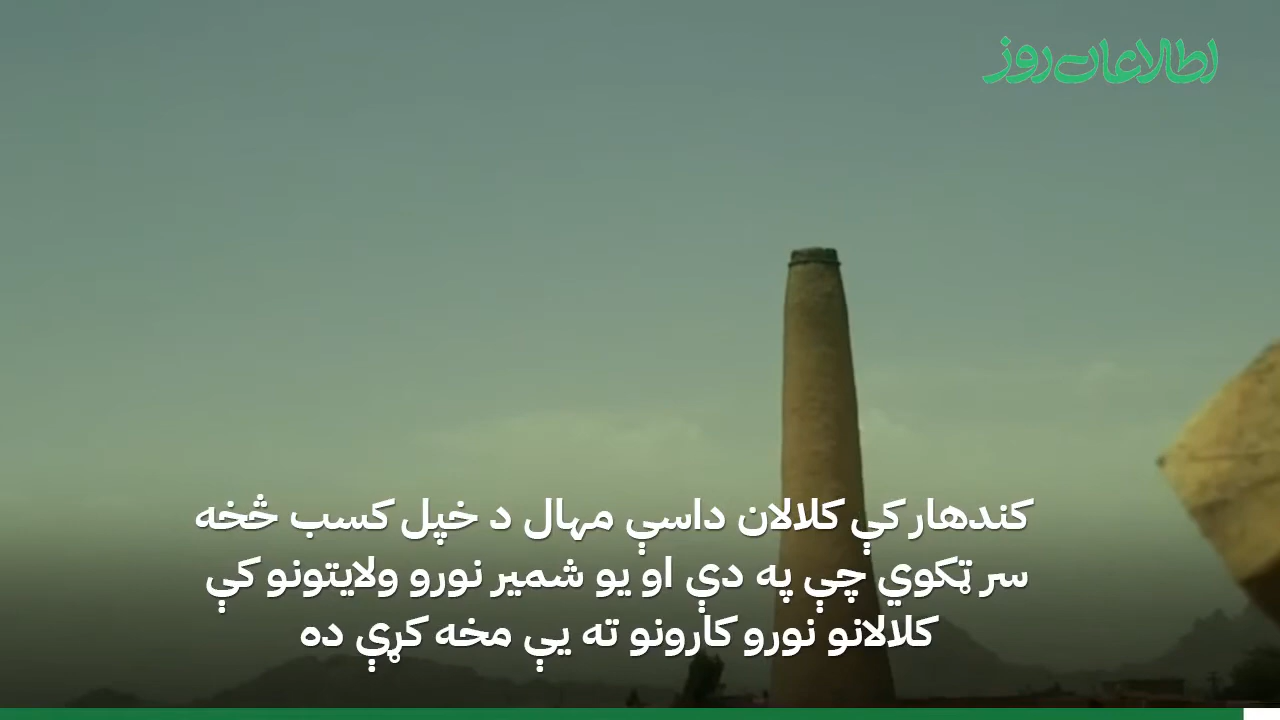 اطلاعات روز
کندهار کې کلالان داسې مهال د خپل کسب څخه
سر ټکوي چې په دې او یو شمیر نورو ولایتونو کې
کلالانو نورو کارونو ته یې مخه کړې ده